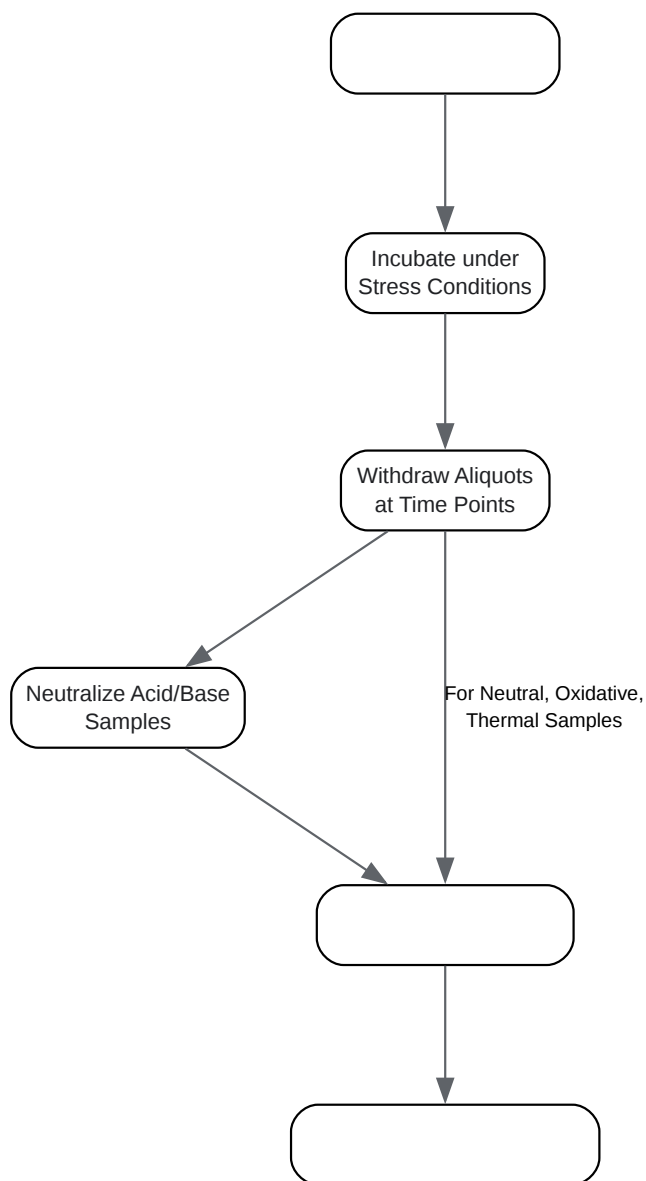 Incubate under
Stress Conditions
Withdraw Aliquots
at Time Points
Neutralize Acid/Base
Samples
For Neutral, Oxidative,
Thermal Samples